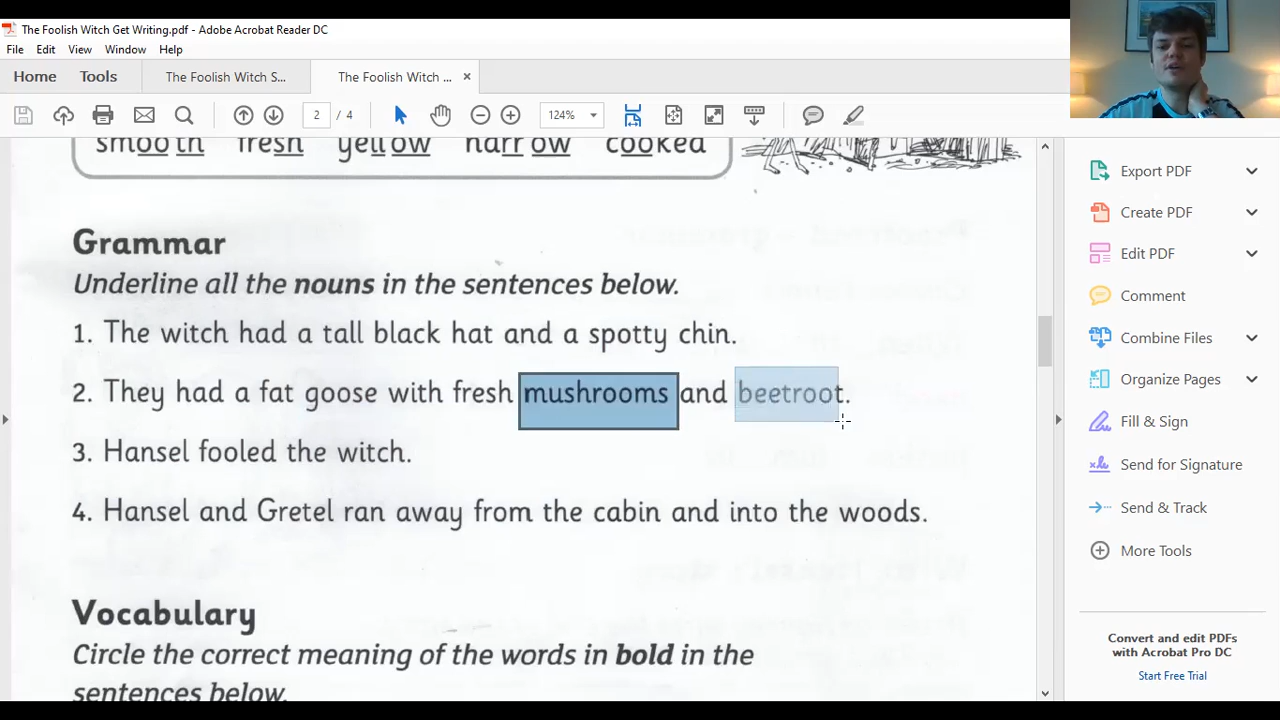 The Foolish Witch Get Writing.pdf - Adobe Acrobat Reader DC
File Edit View Window Help
Home Tools The Foolish Witch S... The Foolish Witch ... ×
2 / 4 124%
smooth fresh yellow narrow cooked
Grammar
Underline all the nouns in the sentences below.
1. The witch had a tall black hat and a spotty chin.
2. They had a fat goose with fresh mushrooms and beetroot.
3. Hansel fooled the witch.
4. Hansel and Gretel ran away from the cabin and into the woods.
Vocabulary
Circle the correct meaning of the words in bold in the
sentences below.
Export PDF
Create PDF
Edit PDF
Comment
Combine Files
Organize Pages
Fill & Sign
Send for Signature
Send & Track
More Tools
Convert and edit PDFs
with Acrobat Pro DC
Start Free Trial